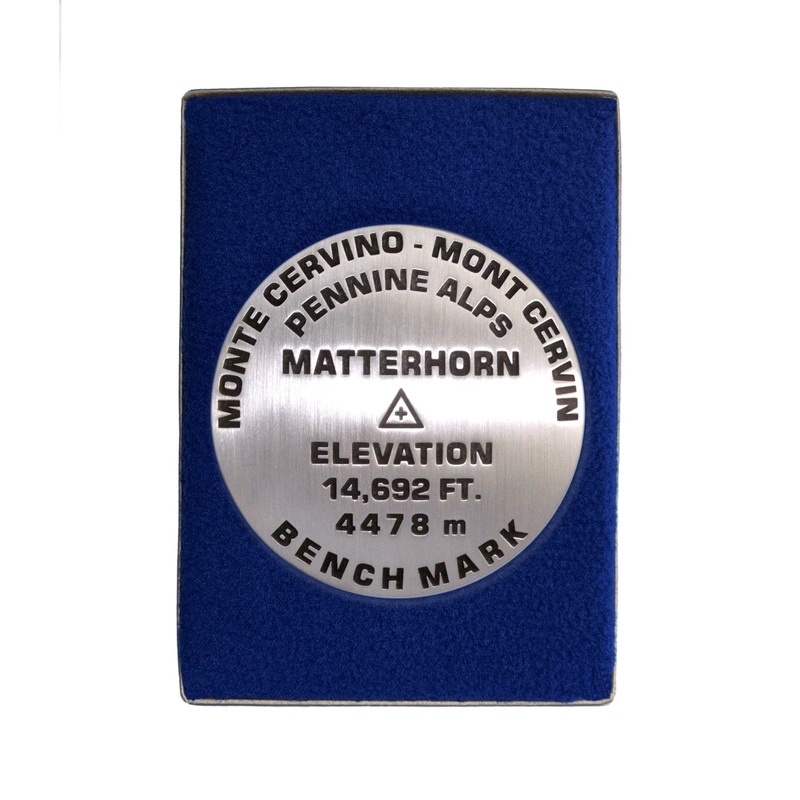 MONTE CERVINO - MONT CERVIN
PENNINE ALPS
MATTERHORN
ELEVATION
14,692 FT.
4478 m
BENCH MARK